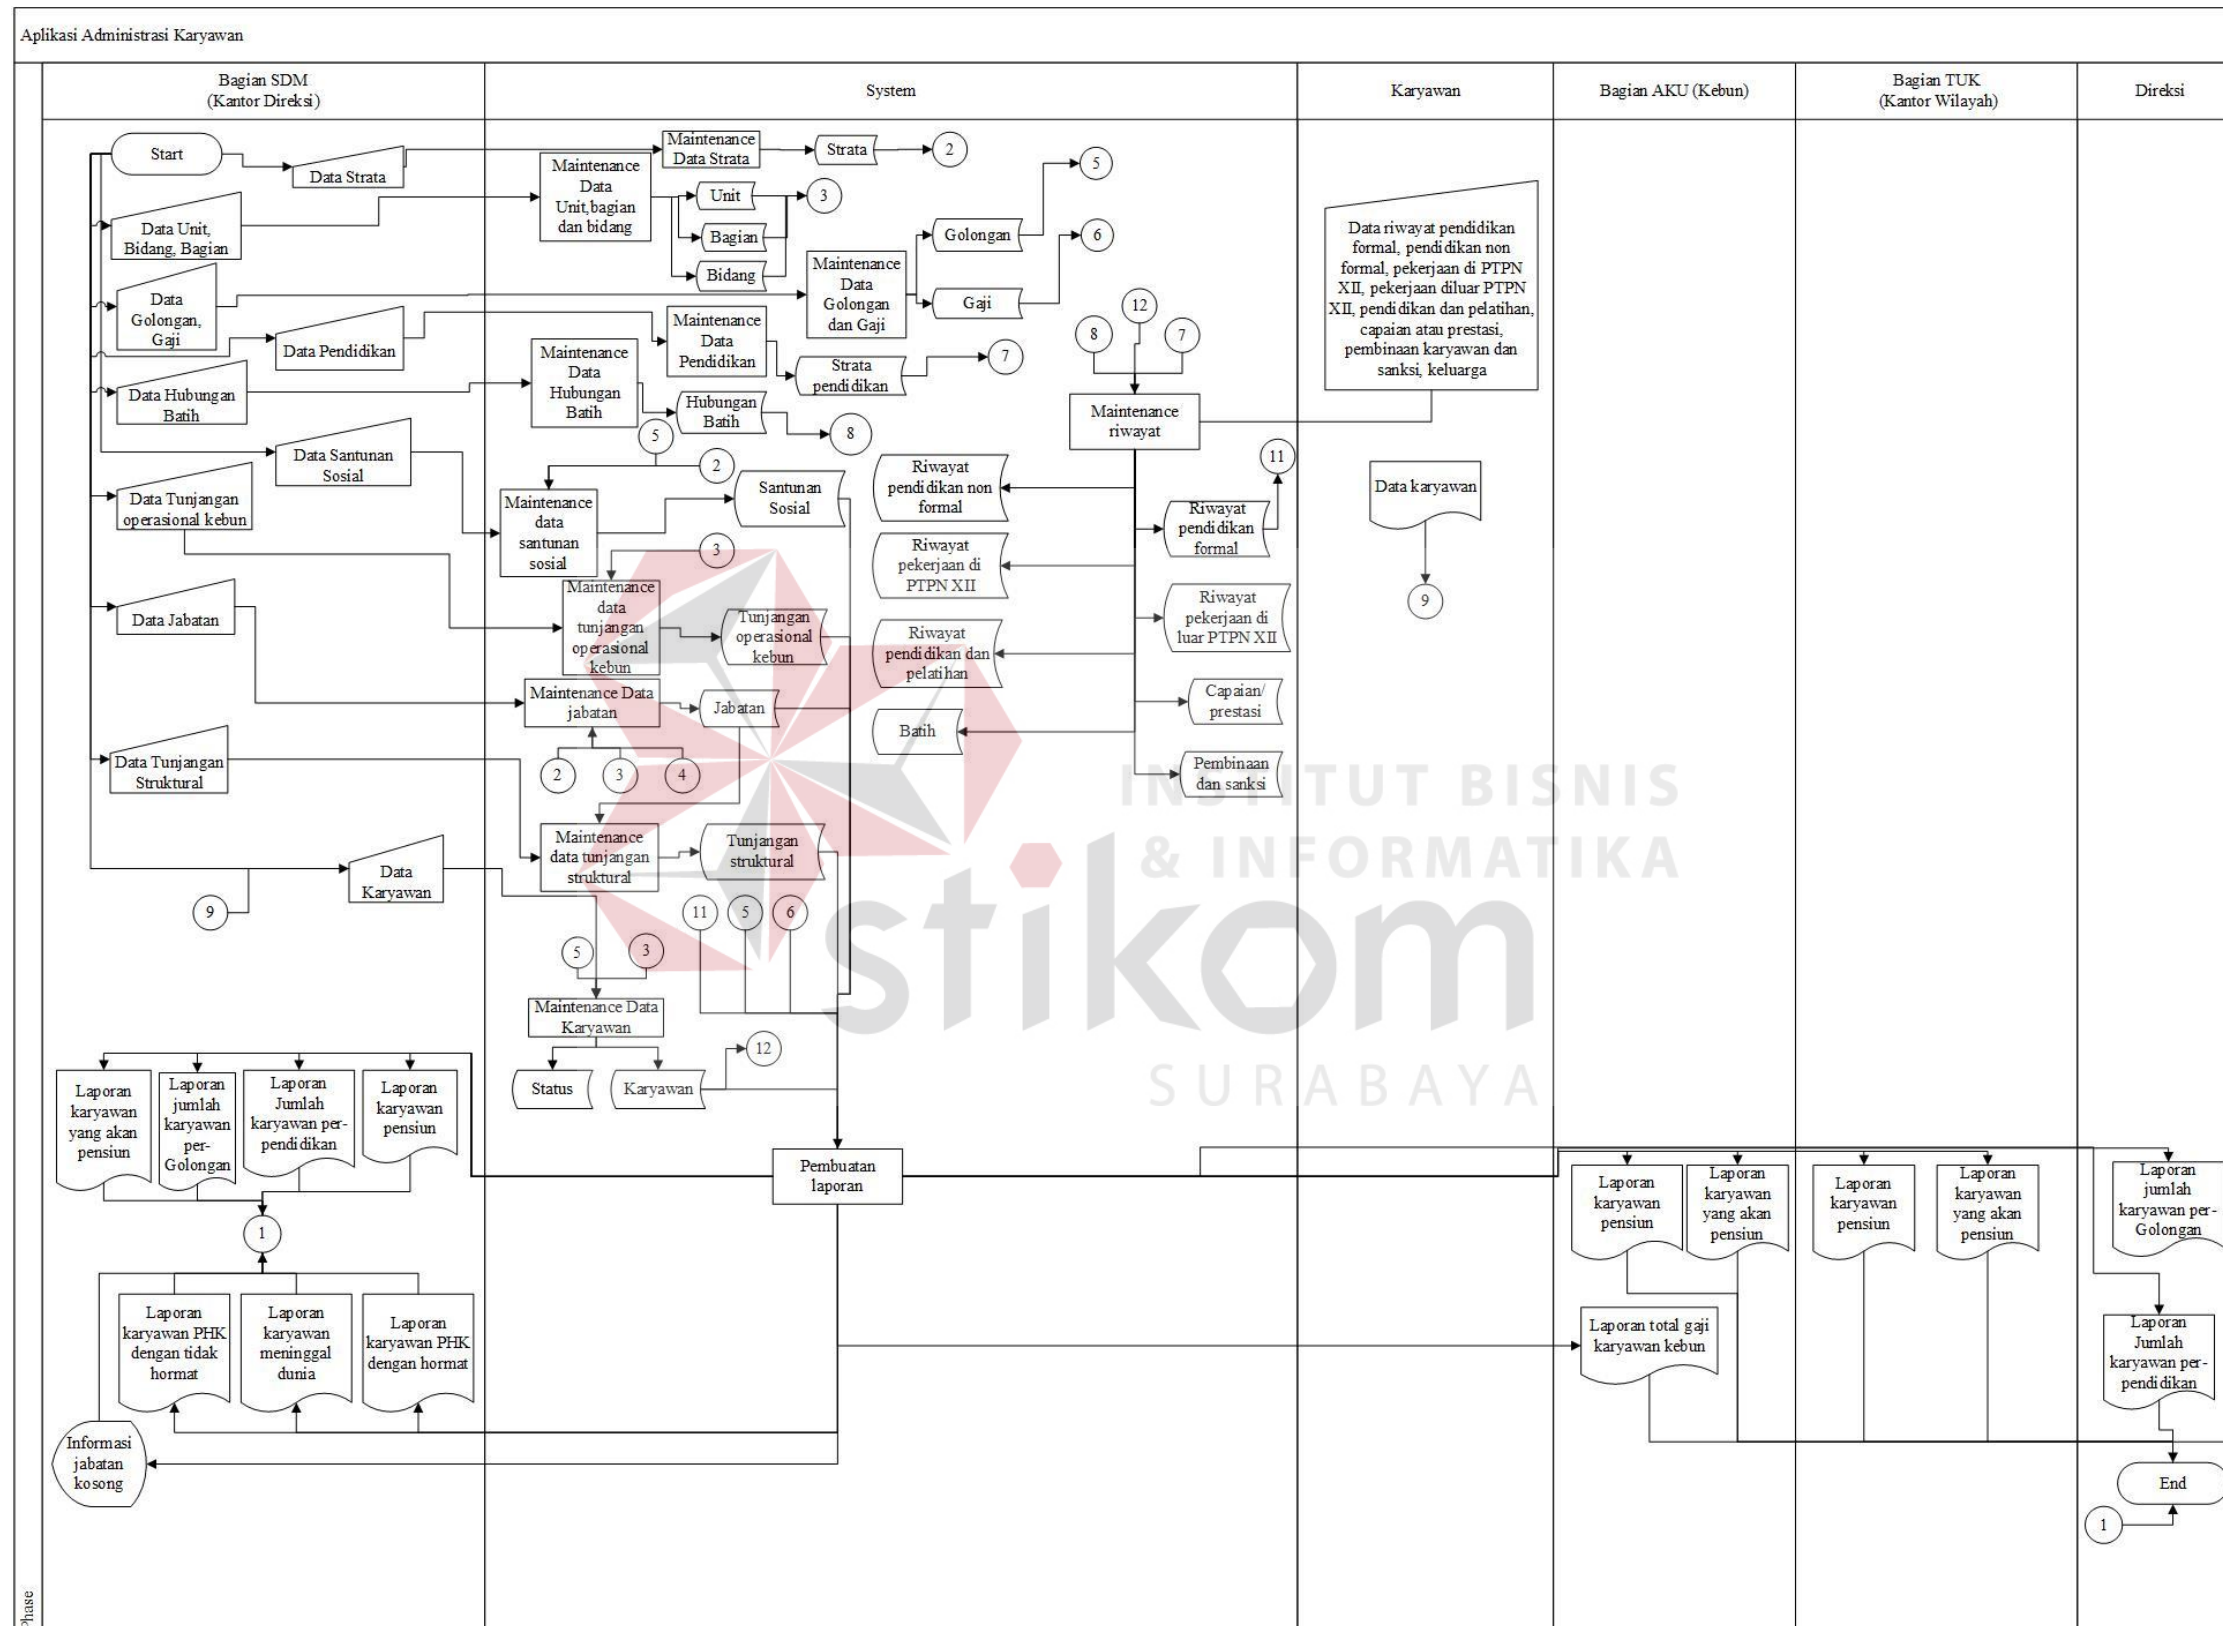 Aplikasi Administrasi Karyawan
Bagian SDM
(Kantor Direksi)
System
Karyawan
Bagian AKU (Kebun)
Bagian TUK
(Kantor Wilayah)
Direksi
Start
Data Strata
Data Unit,
Bidang, Bagian
Data
Golongan,
Gaji
Data Pendidikan
Data Hubungan
Batih
Data Santunan
Sosial
Data Tunjangan
operasional kebun
Data Jabatan
Data Tunjangan
Struktural
Data
Karyawan
9
Laporan
karyawan
yang akan
pensiun
Laporan
jumlah
karyawan
per-
Golongan
Laporan
Jumlah
karyawan per-
pendidikan
Laporan
karyawan
pensiun
1
Laporan
karyawan PHK
dengan tidak
hormat
Laporan
karyawan
meninggal
dunia
Laporan
karyawan PHK
dengan hormat
Informasi
jabatan
kosong
Maintenance
Data Strata
Strata
2
Maintenance
Data
Unit,bagian
dan bidang
Unit
3
Bagian
Bidang
Maintenance
Data
Golongan
dan Gaji
Golongan
5
Gaji
6
Maintenance
Data
Pendidikan
Strata
pendidikan
7
Maintenance
Data
Hubungan
Batih
Hubungan
Batih
8
5
2
Maintenance
data
santunan
sosial
Santunan
Sosial
3
Maintenance
data
tunjangan
operasional
kebun
Tunjangan
operasional
kebun
Maintenance Data
jabatan
Jabatan
2
3
4
Maintenance
data tunjangan
struktural
Tunjangan
struktural
11
5
6
5
3
Maintenance Data
Karyawan
12
Status
Karyawan
Pembuatan
laporan
12
8
7
Maintenance
riwayat
11
Riwayat
pendidikan non
formal
Riwayat
pendidikan
formal
Riwayat
pekerjaan di
PTPN XII
Riwayat
pekerjaan di
luar PTPN XII
Riwayat
pendidikan dan
pelatihan
Capaian/
prestasi
Batih
Pembinaan
dan sanksi
Data riwayat pendidikan
formal, pendidikan non
formal, pekerjaan di PTPN
XII, pekerjaan diluar PTPN
XII, pendidikan dan pelatihan,
capaian atau prestasi,
pembinaan karyawan dan
sanksi, keluarga
Data karyawan
9
Laporan
karyawan
pensiun
Laporan
karyawan
yang akan
pensiun
Laporan total gaji
karyawan kebun
Laporan
karyawan
pensiun
Laporan
karyawan
yang akan
pensiun
Laporan
jumlah
karyawan per-
Golongan
Laporan
Jumlah
karyawan per-
pendidikan
End
1
Phase
INSTITUT BISNIS
& INFORMATIKA
stikom
SURABAYA